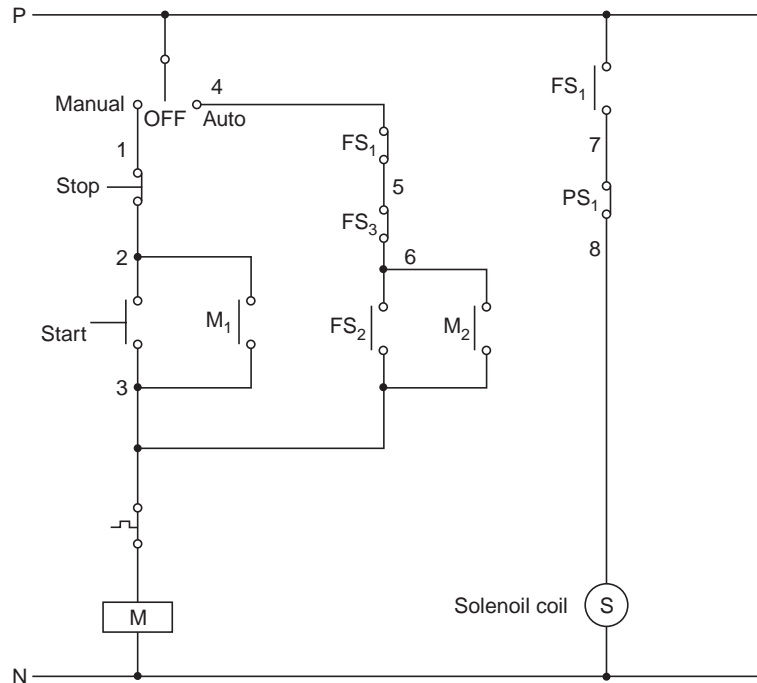 P
4
Manual
OFF
Auto
FS₁
1
FS₁
7
Stop
5
PS₁
FS₃
8
2
6
M₁
FS₂
M₂
Start
3
Solenoil coil
S
M
N